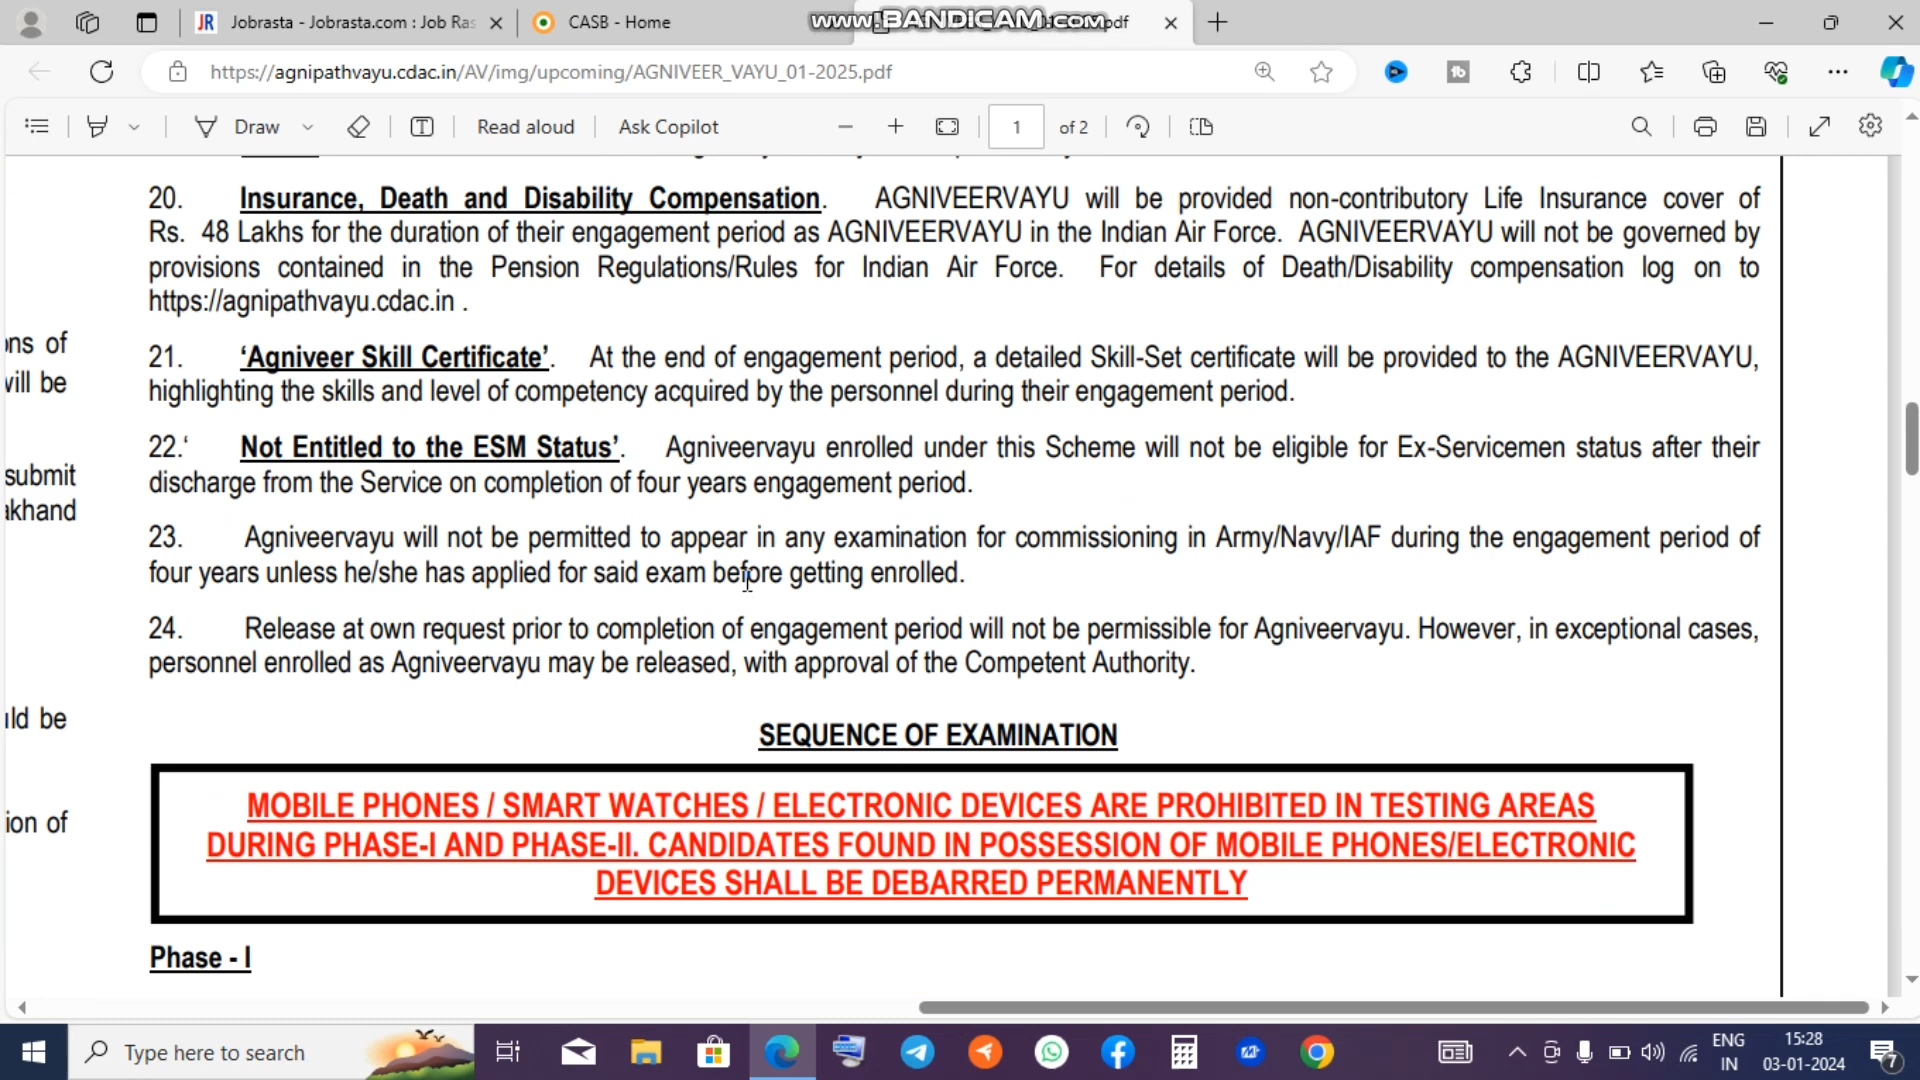 JR Jobrasta - Jobrasta.com : Job Ras
CASB - Home
www.BANDICAM.com
pdf
https://agnipathvayu.cdac.in/AV/img/upcoming/AGNIVEER_VAYU_01-2025.pdf
Draw
Read aloud
Ask Copilot
1 of 2
20. Insurance, Death and Disability Compensation. AGNIVEERVAYU will be provided non-contributory Life Insurance cover of
Rs. 48 Lakhs for the duration of their engagement period as AGNIVEERVAYU in the Indian Air Force. AGNIVEERVAYU will not be governed by
provisions contained in the Pension Regulations/Rules for Indian Air Force. For details of Death/Disability compensation log on to
https://agnipathvayu.cdac.in .
ons of
will be
21. ‘Agniveer Skill Certificate’. At the end of engagement period, a detailed Skill-Set certificate will be provided to the AGNIVEERVAYU,
highlighting the skills and level of competency acquired by the personnel during their engagement period.
22.‘ Not Entitled to the ESM Status’. Agniveervayu enrolled under this Scheme will not be eligible for Ex-Servicemen status after their
discharge from the Service on completion of four years engagement period.
submit
akhand
23. Agniveervayu will not be permitted to appear in any examination for commissioning in Army/Navy/IAF during the engagement period of
four years unless he/she has applied for said exam before getting enrolled.
24. Release at own request prior to completion of engagement period will not be permissible for Agniveervayu. However, in exceptional cases,
personnel enrolled as Agniveervayu may be released, with approval of the Competent Authority.
uld be
ion of
SEQUENCE OF EXAMINATION
MOBILE PHONES / SMART WATCHES / ELECTRONIC DEVICES ARE PROHIBITED IN TESTING AREAS
DURING PHASE-I AND PHASE-II. CANDIDATES FOUND IN POSSESSION OF MOBILE PHONES/ELECTRONIC
DEVICES SHALL BE DEBARRED PERMANENTLY
Phase - I
Type here to search
ENG
IN
15:28
03-01-2024
7